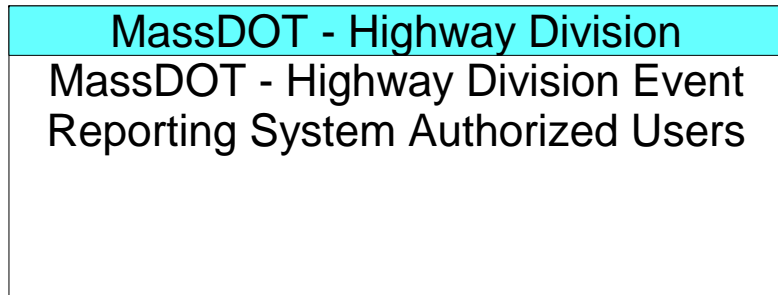 MassDOT - Highway Division
MassDOT - Highway Division Event
Reporting System Authorized Users